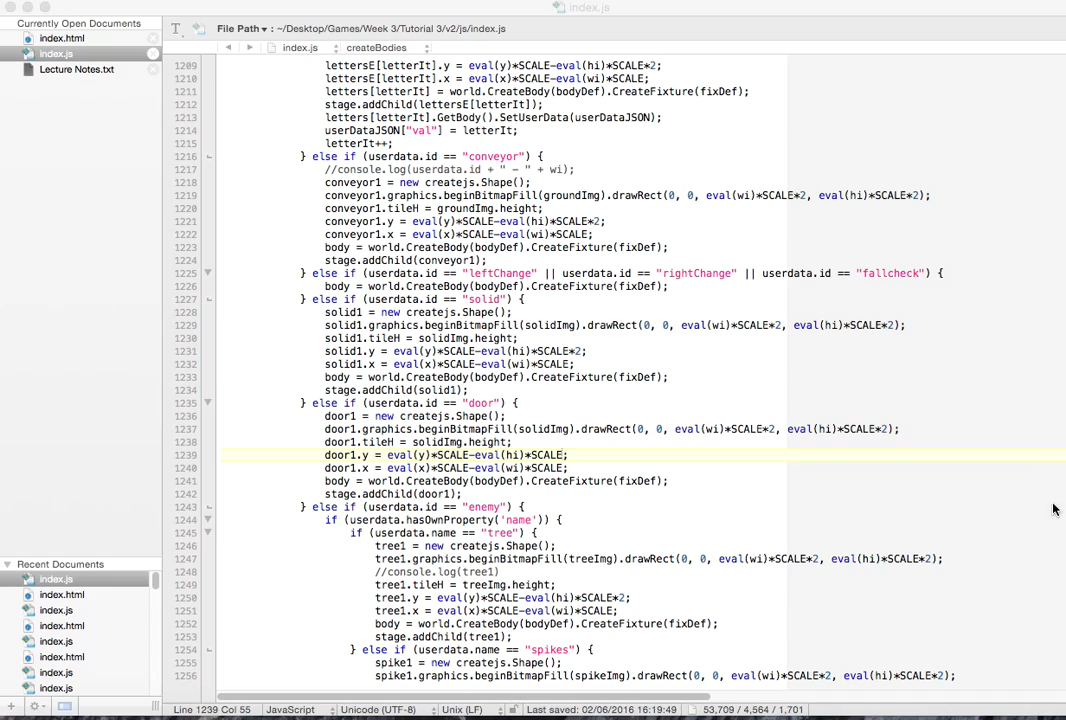 index.js
Currently Open Documents
index.html
index.js
Lecture Notes.txt
File Path ▾ : ~/Desktop/Games/Week 3/Tutorial 3/v2/js/index.js
index.js createBodies
1209 lettersE[letterIt].y = eval(y)*SCALE-eval(hi)*SCALE*2;
1210 lettersE[letterIt].x = eval(x)*SCALE-eval(wi)*SCALE;
1211 letters[letterIt] = world.CreateBody(bodyDef).CreateFixture(fixDef);
1212 stage.addChild(lettersE[letterIt]);
1213 letters[letterIt].GetBody().SetUserData(userDataJSON);
1214 userDataJSON["val"] = letterIt;
1215 letterIt++;
1216 } else if (userdata.id == "conveyor") {
1217 //console.log(userdata.id + " - " + wi);
1218 conveyor1 = new createjs.Shape();
1219 conveyor1.graphics.beginBitmapFill(groundImg).drawRect(0, 0, eval(wi)*SCALE*2, eval(hi)*SCALE*2);
1220 conveyor1.tileH = groundImg.height;
1221 conveyor1.y = eval(y)*SCALE-eval(hi)*SCALE*2;
1222 conveyor1.x = eval(x)*SCALE-eval(wi)*SCALE;
1223 body = world.CreateBody(bodyDef).CreateFixture(fixDef);
1224 stage.addChild(conveyor1);
1225 } else if (userdata.id == "leftChange" || userdata.id == "rightChange" || userdata.id == "fallcheck") {
1226 body = world.CreateBody(bodyDef).CreateFixture(fixDef);
1227 } else if (userdata.id == "solid") {
1228 solid1 = new createjs.Shape();
1229 solid1.graphics.beginBitmapFill(solidImg).drawRect(0, 0, eval(wi)*SCALE*2, eval(hi)*SCALE*2);
1230 solid1.tileH = solidImg.height;
1231 solid1.y = eval(y)*SCALE-eval(hi)*SCALE*2;
1232 solid1.x = eval(x)*SCALE-eval(wi)*SCALE;
1233 body = world.CreateBody(bodyDef).CreateFixture(fixDef);
1234 stage.addChild(solid1);
1235 } else if (userdata.id == "door") {
1236 door1 = new createjs.Shape();
1237 door1.graphics.beginBitmapFill(solidImg).drawRect(0, 0, eval(wi)*SCALE*2, eval(hi)*SCALE*2);
1238 door1.tileH = solidImg.height;
1239 door1.y = eval(y)*SCALE-eval(hi)*SCALE;
1240 door1.x = eval(x)*SCALE-eval(wi)*SCALE;
1241 body = world.CreateBody(bodyDef).CreateFixture(fixDef);
1242 stage.addChild(door1);
1243 } else if (userdata.id == "enemy") {
1244 if (userdata.hasOwnProperty('name')) {
1245 if (userdata.name == "tree") {
1246 tree1 = new createjs.Shape();
1247 tree1.graphics.beginBitmapFill(treeImg).drawRect(0, 0, eval(wi)*SCALE*2, eval(hi)*SCALE*2);
1248 //console.log(tree1)
1249 tree1.tileH = treeImg.height;
1250 tree1.y = eval(y)*SCALE-eval(hi)*SCALE*2;
1251 tree1.x = eval(x)*SCALE-eval(wi)*SCALE;
1252 body = world.CreateBody(bodyDef).CreateFixture(fixDef);
1253 stage.addChild(tree1);
1254 } else if (userdata.name == "spikes") {
1255 spike1 = new createjs.Shape();
1256 spike1.graphics.beginBitmapFill(spikeImg).drawRect(0, 0, eval(wi)*SCALE*2, eval(hi)*SCALE*2);
Recent Documents
index.js
index.html
index.js
index.html
index.js
index.html
index.js
index.js
Line 1239 Col 55 JavaScript Unicode (UTF-8) Unix (LF) Last saved: 02/06/2016 16:19:49 53,709 / 4,564 / 1,701